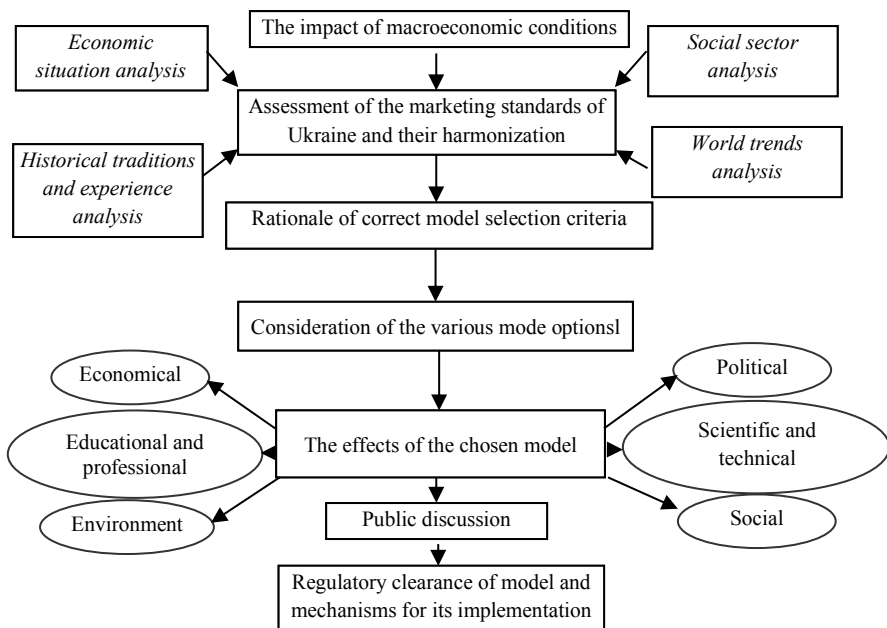 The impact of macroeconomic conditions
Economic
situation analysis
Social sector
analysis
Assessment of the marketing standards of
Ukraine and their harmonization
Historical traditions
and experience
analysis
World trends
analysis
Rationale of correct model selection criteria
Consideration of the various mode optionsl
Economical
Political
Educational and
professional
The effects of the chosen model
Scientific and
technical
Environment
Public discussion
Social
Regulatory clearance of model and
mechanisms for its implementation